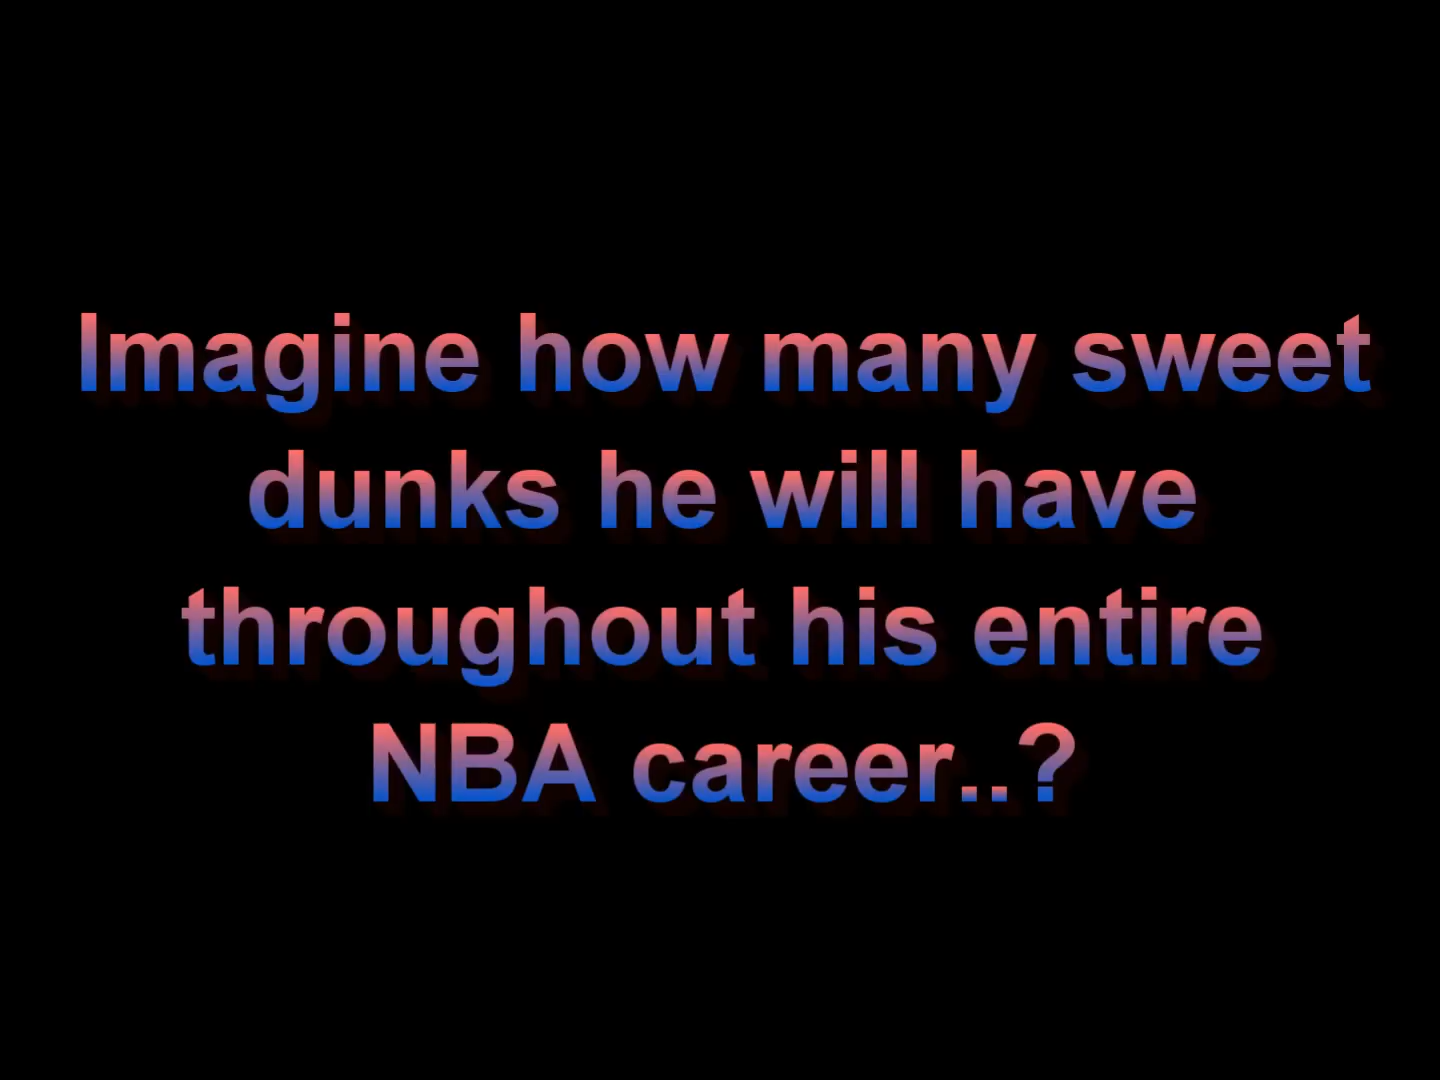 Imagine how many sweet
dunks he will have
throughout his entire
NBA career..?